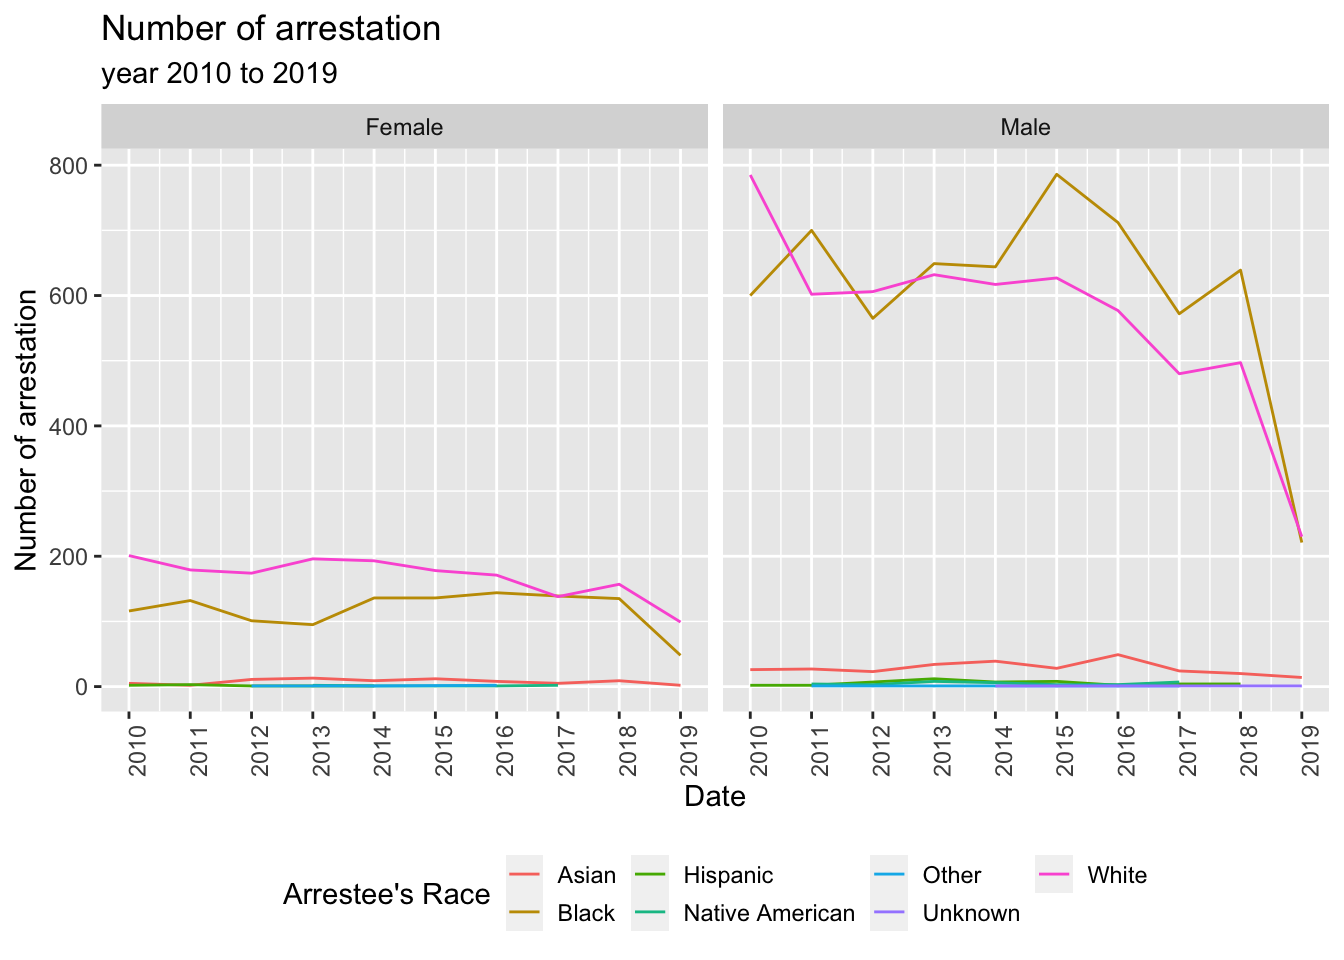 Number of arrestation
year 2010 to 2019
Female
Male
800
600
400
200
0
Number of arrestation
2010 2011 2012 2013 2014 2015 2016 2017 2018 2019
2010 2011 2012 2013 2014 2015 2016 2017 2018 2019
Date
Arrestee's Race
Asian Hispanic Other White
Black Native American Unknown